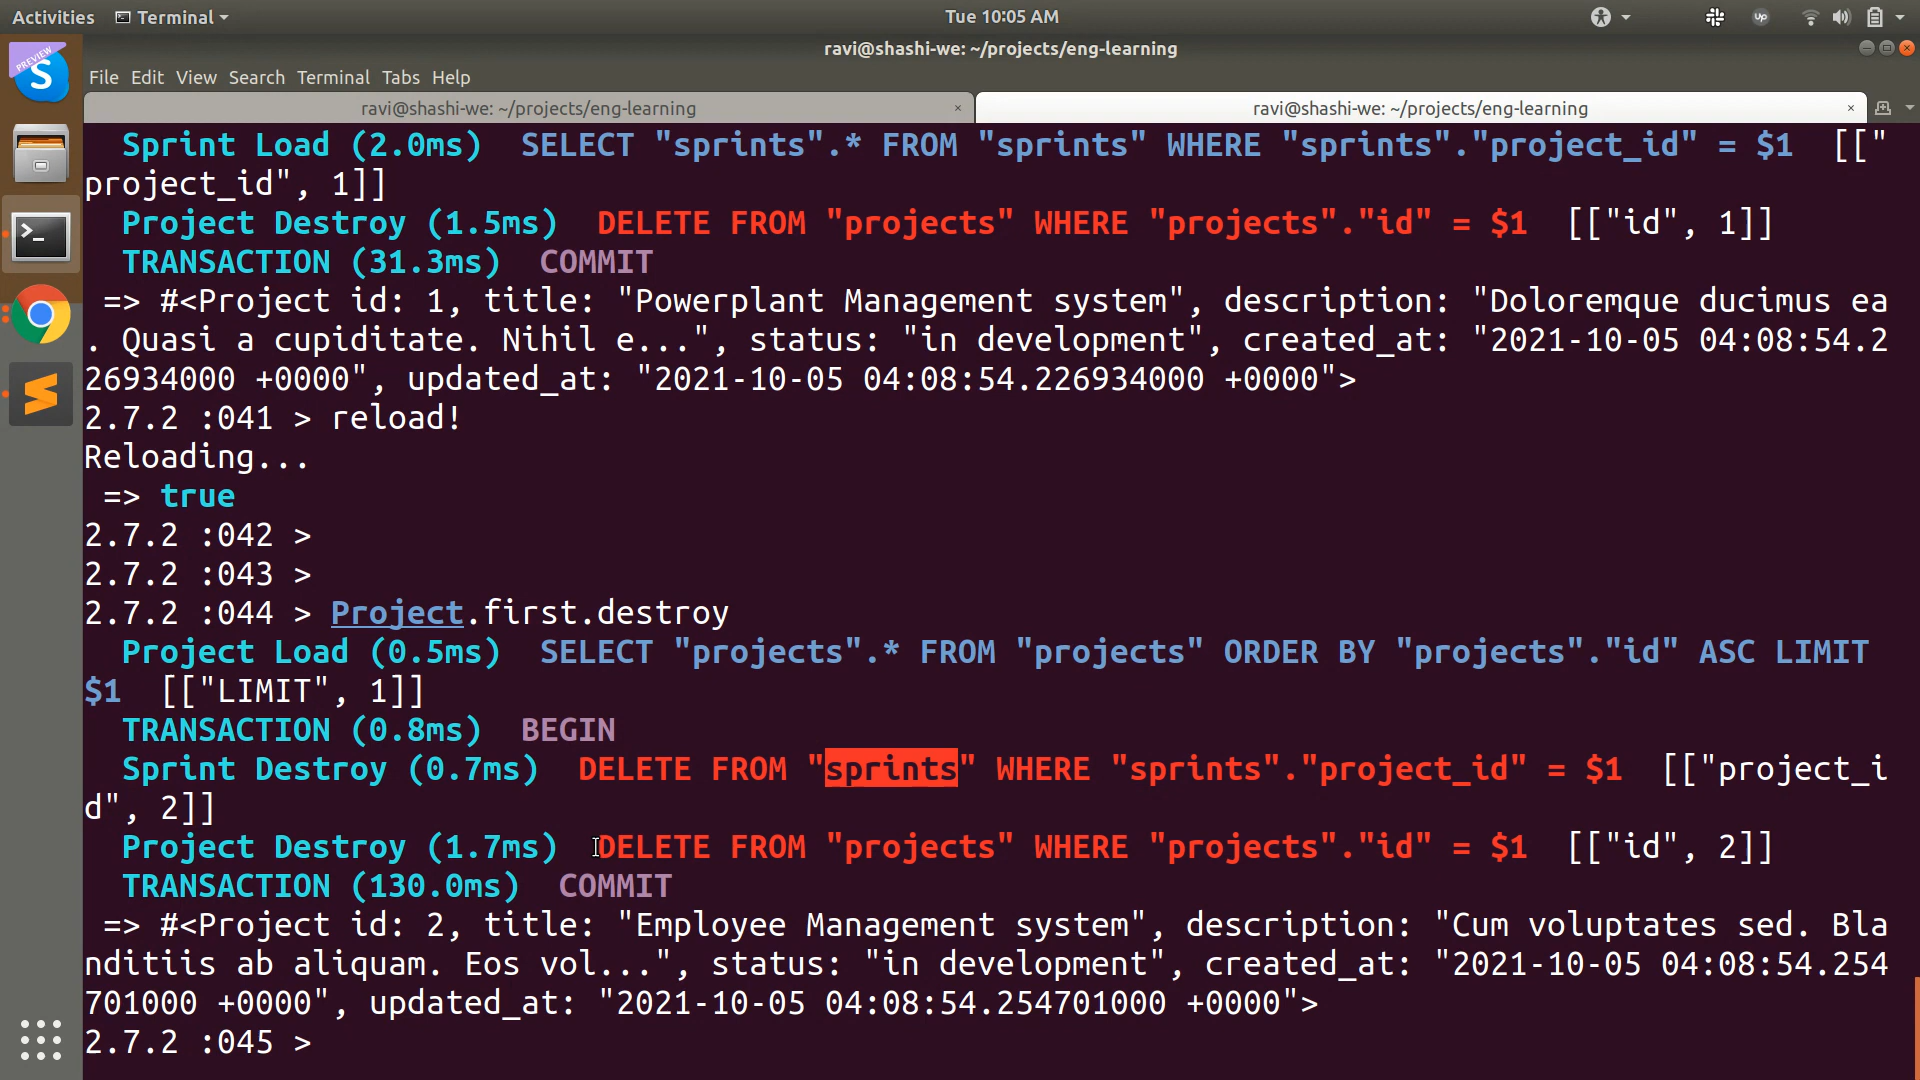 Activities Terminal Tue 10:05 AM up
ravi@shashi-we: ~/projects/eng-learning
PREVIEW
S
File Edit View Search Terminal Tabs Help
ravi@shashi-we: ~/projects/eng-learning × ravi@shashi-we: ~/projects/eng-learning ×
Sprint Load (2.0ms) SELECT "sprints".* FROM "sprints" WHERE "sprints"."project_id" = $1 [["
project_id", 1]]
Project Destroy (1.5ms) DELETE FROM "projects" WHERE "projects"."id" = $1 [["id", 1]]
TRANSACTION (31.3ms) COMMIT
=> #<Project id: 1, title: "Powerplant Management system", description: "Doloremque ducimus ea
. Quasi a cupiditate. Nihil e...", status: "in development", created_at: "2021-10-05 04:08:54.2
26934000 +0000", updated_at: "2021-10-05 04:08:54.226934000 +0000">
2.7.2 :041 > reload!
Reloading...
=> true
2.7.2 :042 >
2.7.2 :043 >
2.7.2 :044 > Project.first.destroy
Project Load (0.5ms) SELECT "projects".* FROM "projects" ORDER BY "projects"."id" ASC LIMIT
$1 [["LIMIT", 1]]
TRANSACTION (0.8ms) BEGIN
Sprint Destroy (0.7ms) DELETE FROM "sprints" WHERE "sprints"."project_id" = $1 [["project_i
d", 2]]
Project Destroy (1.7ms) DELETE FROM "projects" WHERE "projects"."id" = $1 [["id", 2]]
TRANSACTION (130.0ms) COMMIT
=> #<Project id: 2, title: "Employee Management system", description: "Cum voluptates sed. Bla
nditiis ab aliquam. Eos vol...", status: "in development", created_at: "2021-10-05 04:08:54.254
701000 +0000", updated_at: "2021-10-05 04:08:54.254701000 +0000">
2.7.2 :045 >